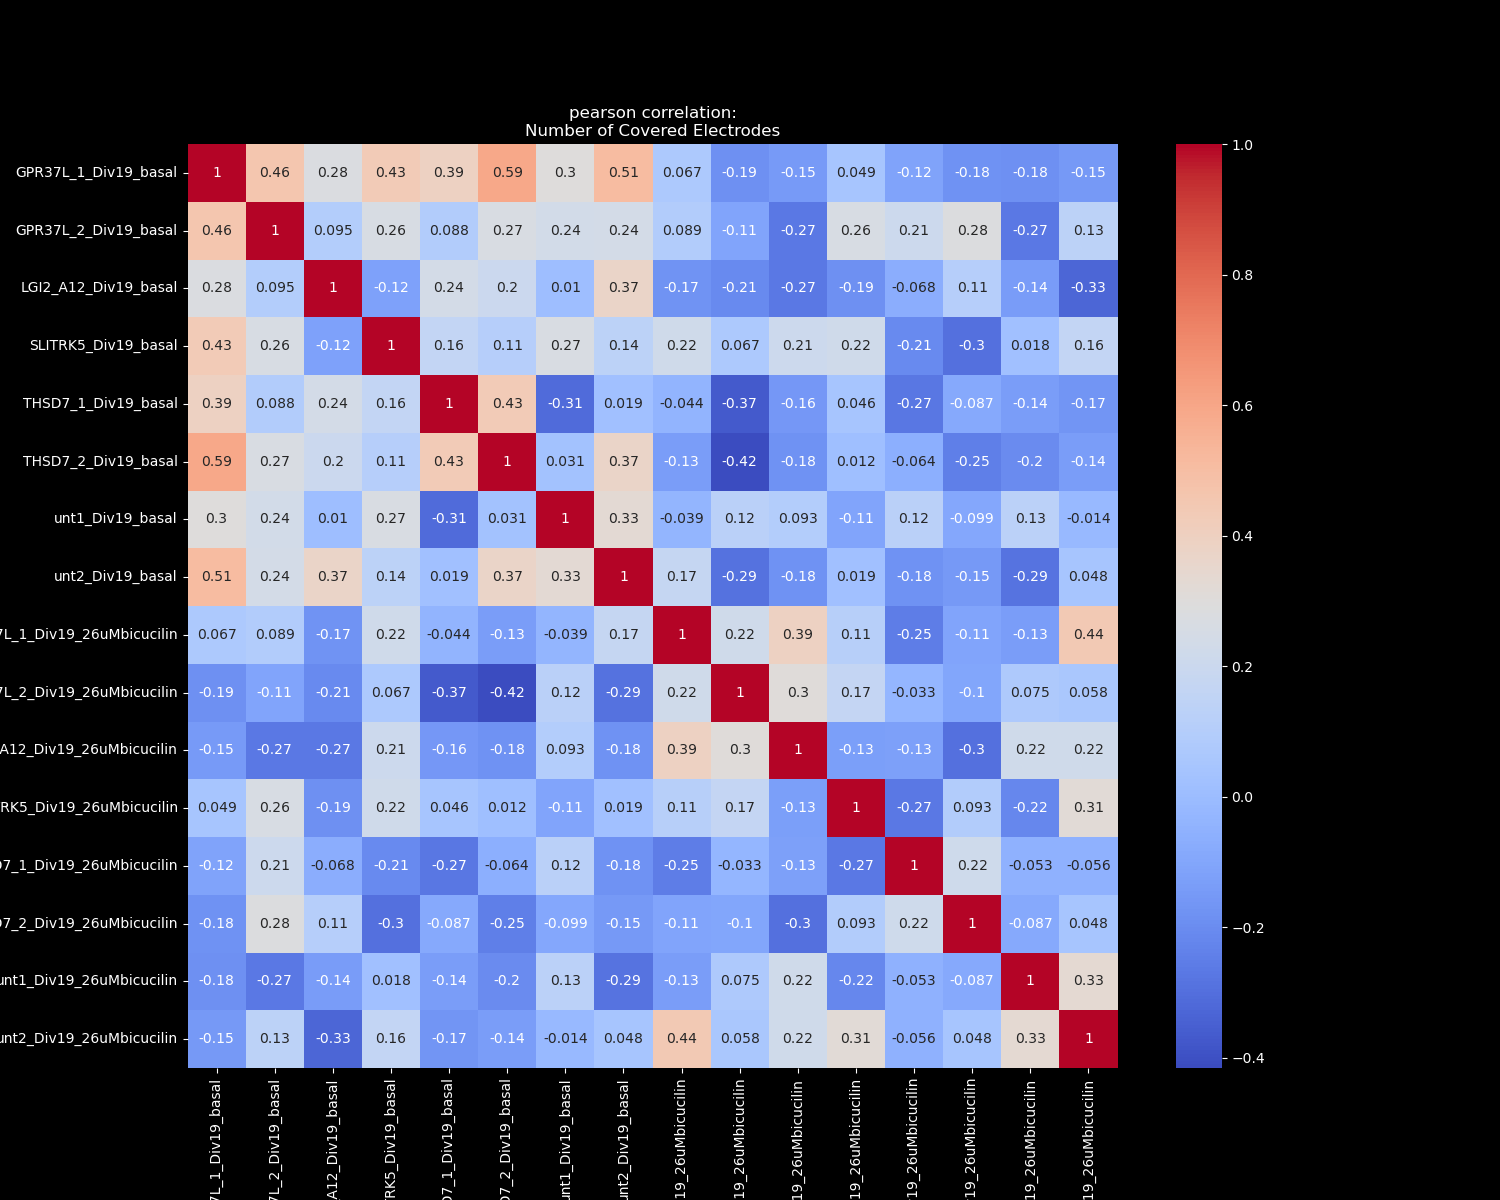 pearson correlation:
Number of Covered Electrodes
GPR37L_1_Div19_basal 1 0.46 0.28 0.43 0.39 0.59 0.3 0.51 0.067 -0.19 -0.15 0.049 -0.12 -0.18 -0.18 -0.15
GPR37L_2_Div19_basal 0.46 1 0.095 0.26 0.088 0.27 0.24 0.24 0.089 -0.11 -0.27 0.26 0.21 0.28 -0.27 0.13
LGI2_A12_Div19_basal 0.28 0.095 1 -0.12 0.24 0.2 0.01 0.37 -0.17 -0.21 -0.27 -0.19 -0.068 0.11 -0.14 -0.33
SLITRK5_Div19_basal 0.43 0.26 -0.12 1 0.16 0.11 0.27 0.14 0.22 0.067 0.21 0.22 -0.21 -0.3 0.018 0.16
THSD7_1_Div19_basal 0.39 0.088 0.24 0.16 1 0.43 -0.31 0.019 -0.044 -0.37 -0.16 0.046 -0.27 -0.087 -0.14 -0.17
THSD7_2_Div19_basal 0.59 0.27 0.2 0.11 0.43 1 0.031 0.37 -0.13 -0.42 -0.18 0.012 -0.064 -0.25 -0.2 -0.14
unt1_Div19_basal 0.3 0.24 0.01 0.27 -0.31 0.031 1 0.33 -0.039 0.12 0.093 -0.11 0.12 -0.099 0.13 -0.014
unt2_Div19_basal 0.51 0.24 0.37 0.14 0.019 0.37 0.33 1 0.17 -0.29 -0.18 0.019 -0.18 -0.15 -0.29 0.048
7L_1_Div19_26uMbicucilin 0.067 0.089 -0.17 0.22 -0.044 -0.13 -0.039 0.17 1 0.22 0.39 0.11 -0.25 -0.11 -0.13 0.44
7L_2_Div19_26uMbicucilin -0.19 -0.11 -0.21 0.067 -0.37 -0.42 0.12 -0.29 0.22 1 0.3 0.17 -0.033 -0.1 0.075 0.058
A12_Div19_26uMbicucilin -0.15 -0.27 -0.27 0.21 -0.16 -0.18 0.093 -0.18 0.39 0.3 1 -0.13 -0.13 -0.3 0.22 0.22
RK5_Div19_26uMbicucilin 0.049 0.26 -0.19 0.22 0.046 0.012 -0.11 0.019 0.11 0.17 -0.13 1 -0.27 0.093 -0.22 0.31
D7_1_Div19_26uMbicucilin -0.12 0.21 -0.068 -0.21 -0.27 -0.064 0.12 -0.18 -0.25 -0.033 -0.13 -0.27 1 0.22 -0.053 -0.056
D7_2_Div19_26uMbicucilin -0.18 0.28 0.11 -0.3 -0.087 -0.25 -0.099 -0.15 -0.11 -0.1 -0.3 0.093 0.22 1 -0.087 0.048
unt1_Div19_26uMbicucilin -0.18 -0.27 -0.14 0.018 -0.14 -0.2 0.13 -0.29 -0.13 0.075 0.22 -0.22 -0.053 -0.087 1 0.33
unt2_Div19_26uMbicucilin -0.15 0.13 -0.33 0.16 -0.17 -0.14 -0.014 0.048 0.44 0.058 0.22 0.31 -0.056 0.048 0.33 1
7L_1_Div19_basal
7L_2_Div19_basal
A12_Div19_basal
RK5_Div19_basal
D7_1_Div19_basal
D7_2_Div19_basal
unt1_Div19_basal
unt2_Div19_basal
19_26uMbicucilin
19_26uMbicucilin
19_26uMbicucilin
19_26uMbicucilin
19_26uMbicucilin
19_26uMbicucilin
19_26uMbicucilin
19_26uMbicucilin
1.0
0.8
0.6
0.4
0.2
0.0
−0.2
−0.4